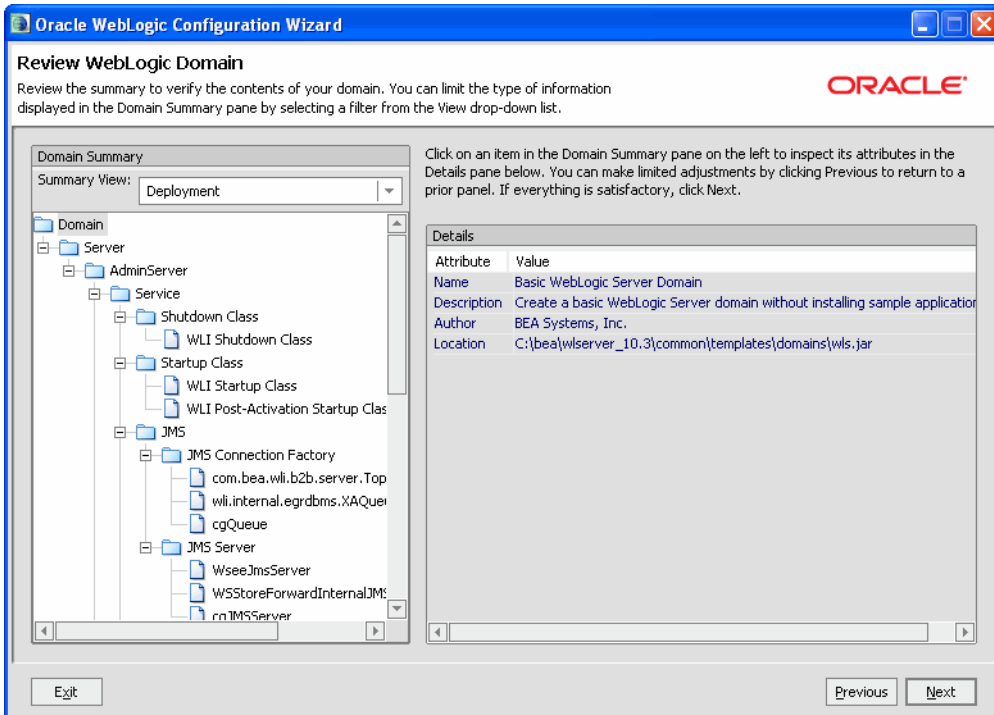 Oracle WebLogic Configuration Wizard
Review WebLogic Domain
Review the summary to verify the contents of your domain. You can limit the type of information
displayed in the Domain Summary pane by selecting a filter from the View drop-down list.
ORACLE
Domain Summary
Summary View:
Deployment
Domain
Server
AdminServer
Service
Shutdown Class
WLI Shutdown Class
Startup Class
WLI Startup Class
WLI Post-Activation Startup Clas
JMS
JMS Connection Factory
com.bea.wli.b2b.server.Top
wli.internal.egrdbms.XAQueu
cgQueue
JMS Server
WseeJmsServer
WSStoreForwardInternalJMS
cgJMSServer
Click on an item in the Domain Summary pane on the left to inspect its attributes in the
Details pane below. You can make limited adjustments by clicking Previous to return to a
prior panel. If everything is satisfactory, click Next.
Details
Attribute Value
Name Basic WebLogic Server Domain
Description Create a basic WebLogic Server domain without installing sample application
Author BEA Systems, Inc.
Location C:\bea\wlserver_10.3\common\templates\domains\wls.jar
Exit
Previous
Next